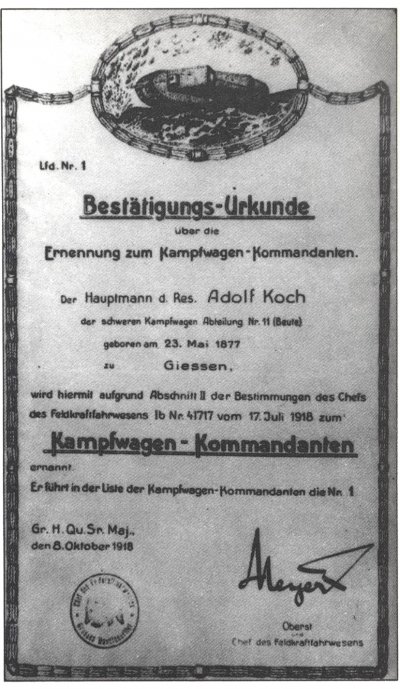 Lfd. Nr. 1
Bestätigungs-Urkunde
über die
Ernennung zum Kampfwagen-Kommandanten.
Der Hauptmann d. Res. Adolf Koch
der schweren Kampfwagen Abteilung Nr. 11 (Beute)
geboren am 23. Mai 1877
zu Giessen,
wird hiermit aufgrund Abschnitt II der Bestimmungen des Chefs
des Feldkraftfahrwesens Ib Nr. 41717 vom 17. Juli 1918 zum
Kampfwagen-Kommandanten
ernannt.
Er führt in der Liste der Kampfwagen-Kommandanten die Nr. 1
Gr. H. Qu. Sr. Maj.,
den 8. Oktober 1918
Meyer
Oberst
und
Chef des Feldkraftfahrwesens